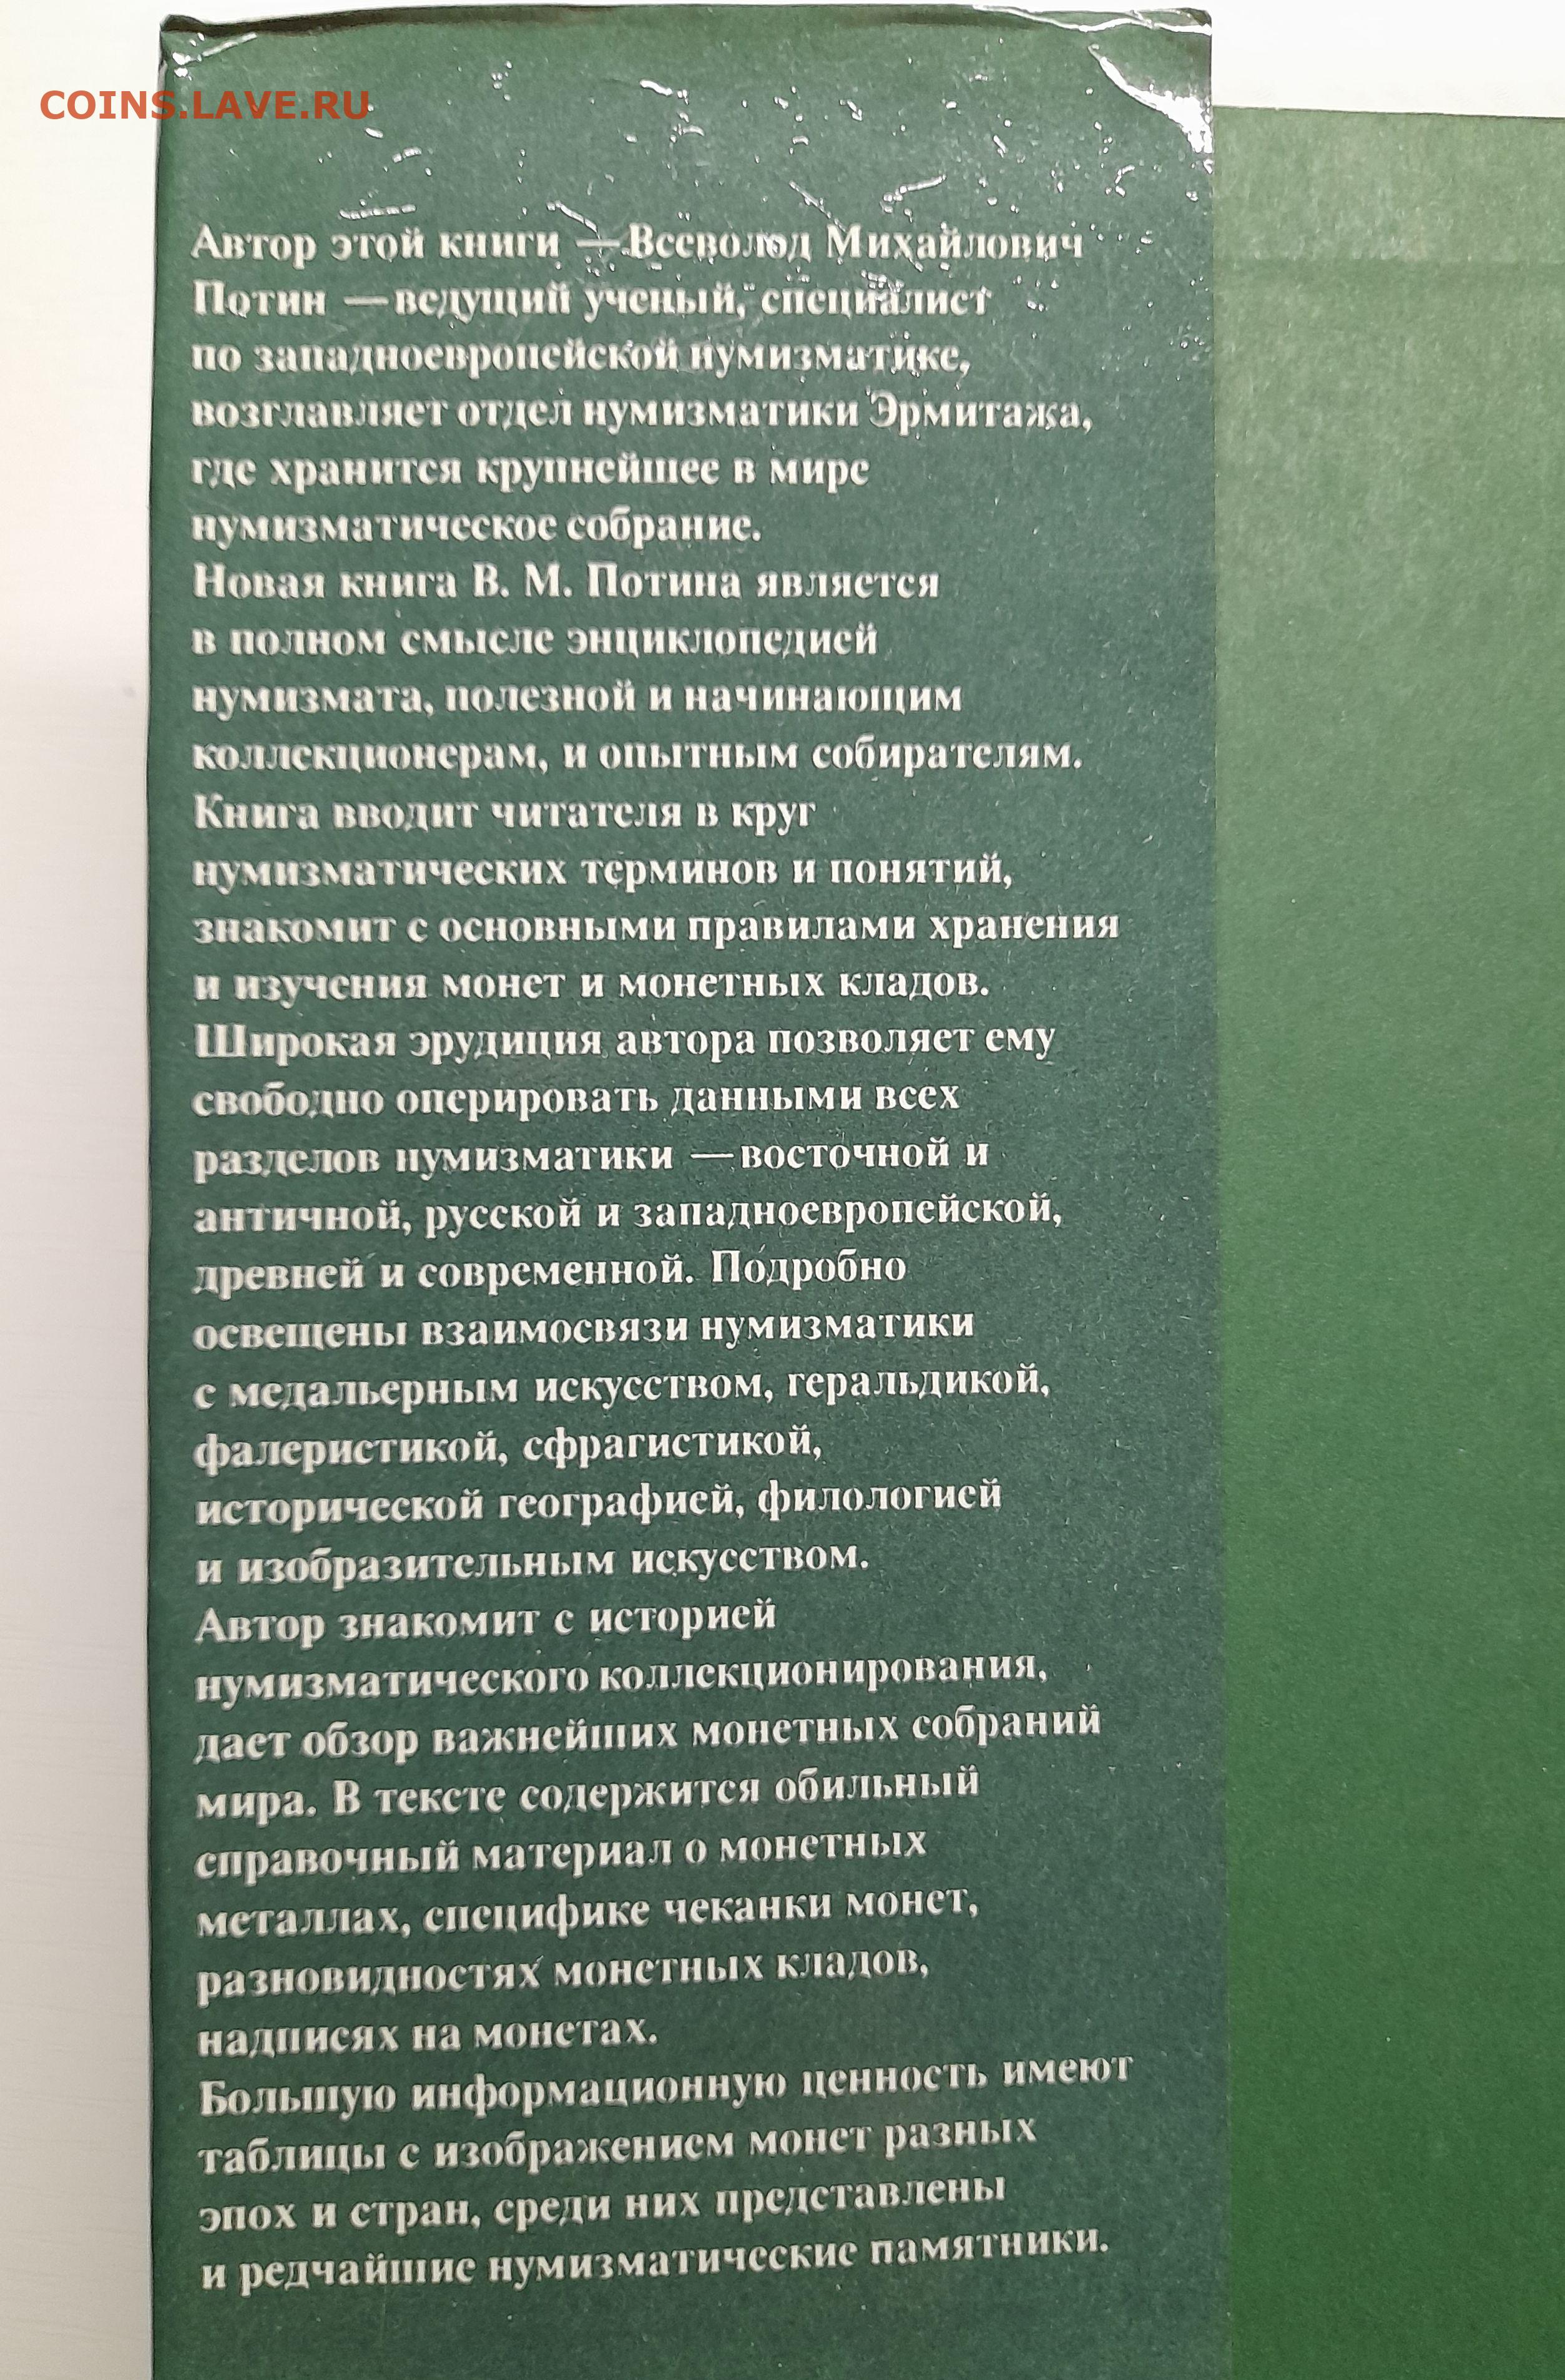 COINS.LAVE.RU
Автор этой книги — Всеволод Михайлович
Потин — ведущий ученый, специалист
по западноевропейской нумизматике,
возглавляет отдел нумизматики Эрмитажа,
где хранится крупнейшее в мире
нумизматическое собрание.
Новая книга В. М. Потина является
в полном смысле энциклопедией
нумизмата, полезной и начинающим
коллекционерам, и опытным собирателям.
Книга вводит читателя в круг
нумизматических терминов и понятий,
знакомит с основными правилами хранения
и изучения монет и монетных кладов.
Широкая эрудиция автора позволяет ему
свободно оперировать данными всех
разделов нумизматики — восточной и
античной, русской и западноевропейской,
древней и современной. Подробно
освещены взаимосвязи нумизматики
с медальерным искусством, геральдикой,
фалеристикой, сфрагистикой,
исторической географией, филологией
и изобразительным искусством.
Автор знакомит с историей
нумизматического коллекционирования,
дает обзор важнейших монетных собраний
мира. В тексте содержится обильный
справочный материал о монетных
металлах, специфике чеканки монет,
разновидностях монетных кладов,
надписях на монетах.
Большую информационную ценность имеют
таблицы с изображением монет разных
эпох и стран, среди них представлены
и редчайшие нумизматические памятники.